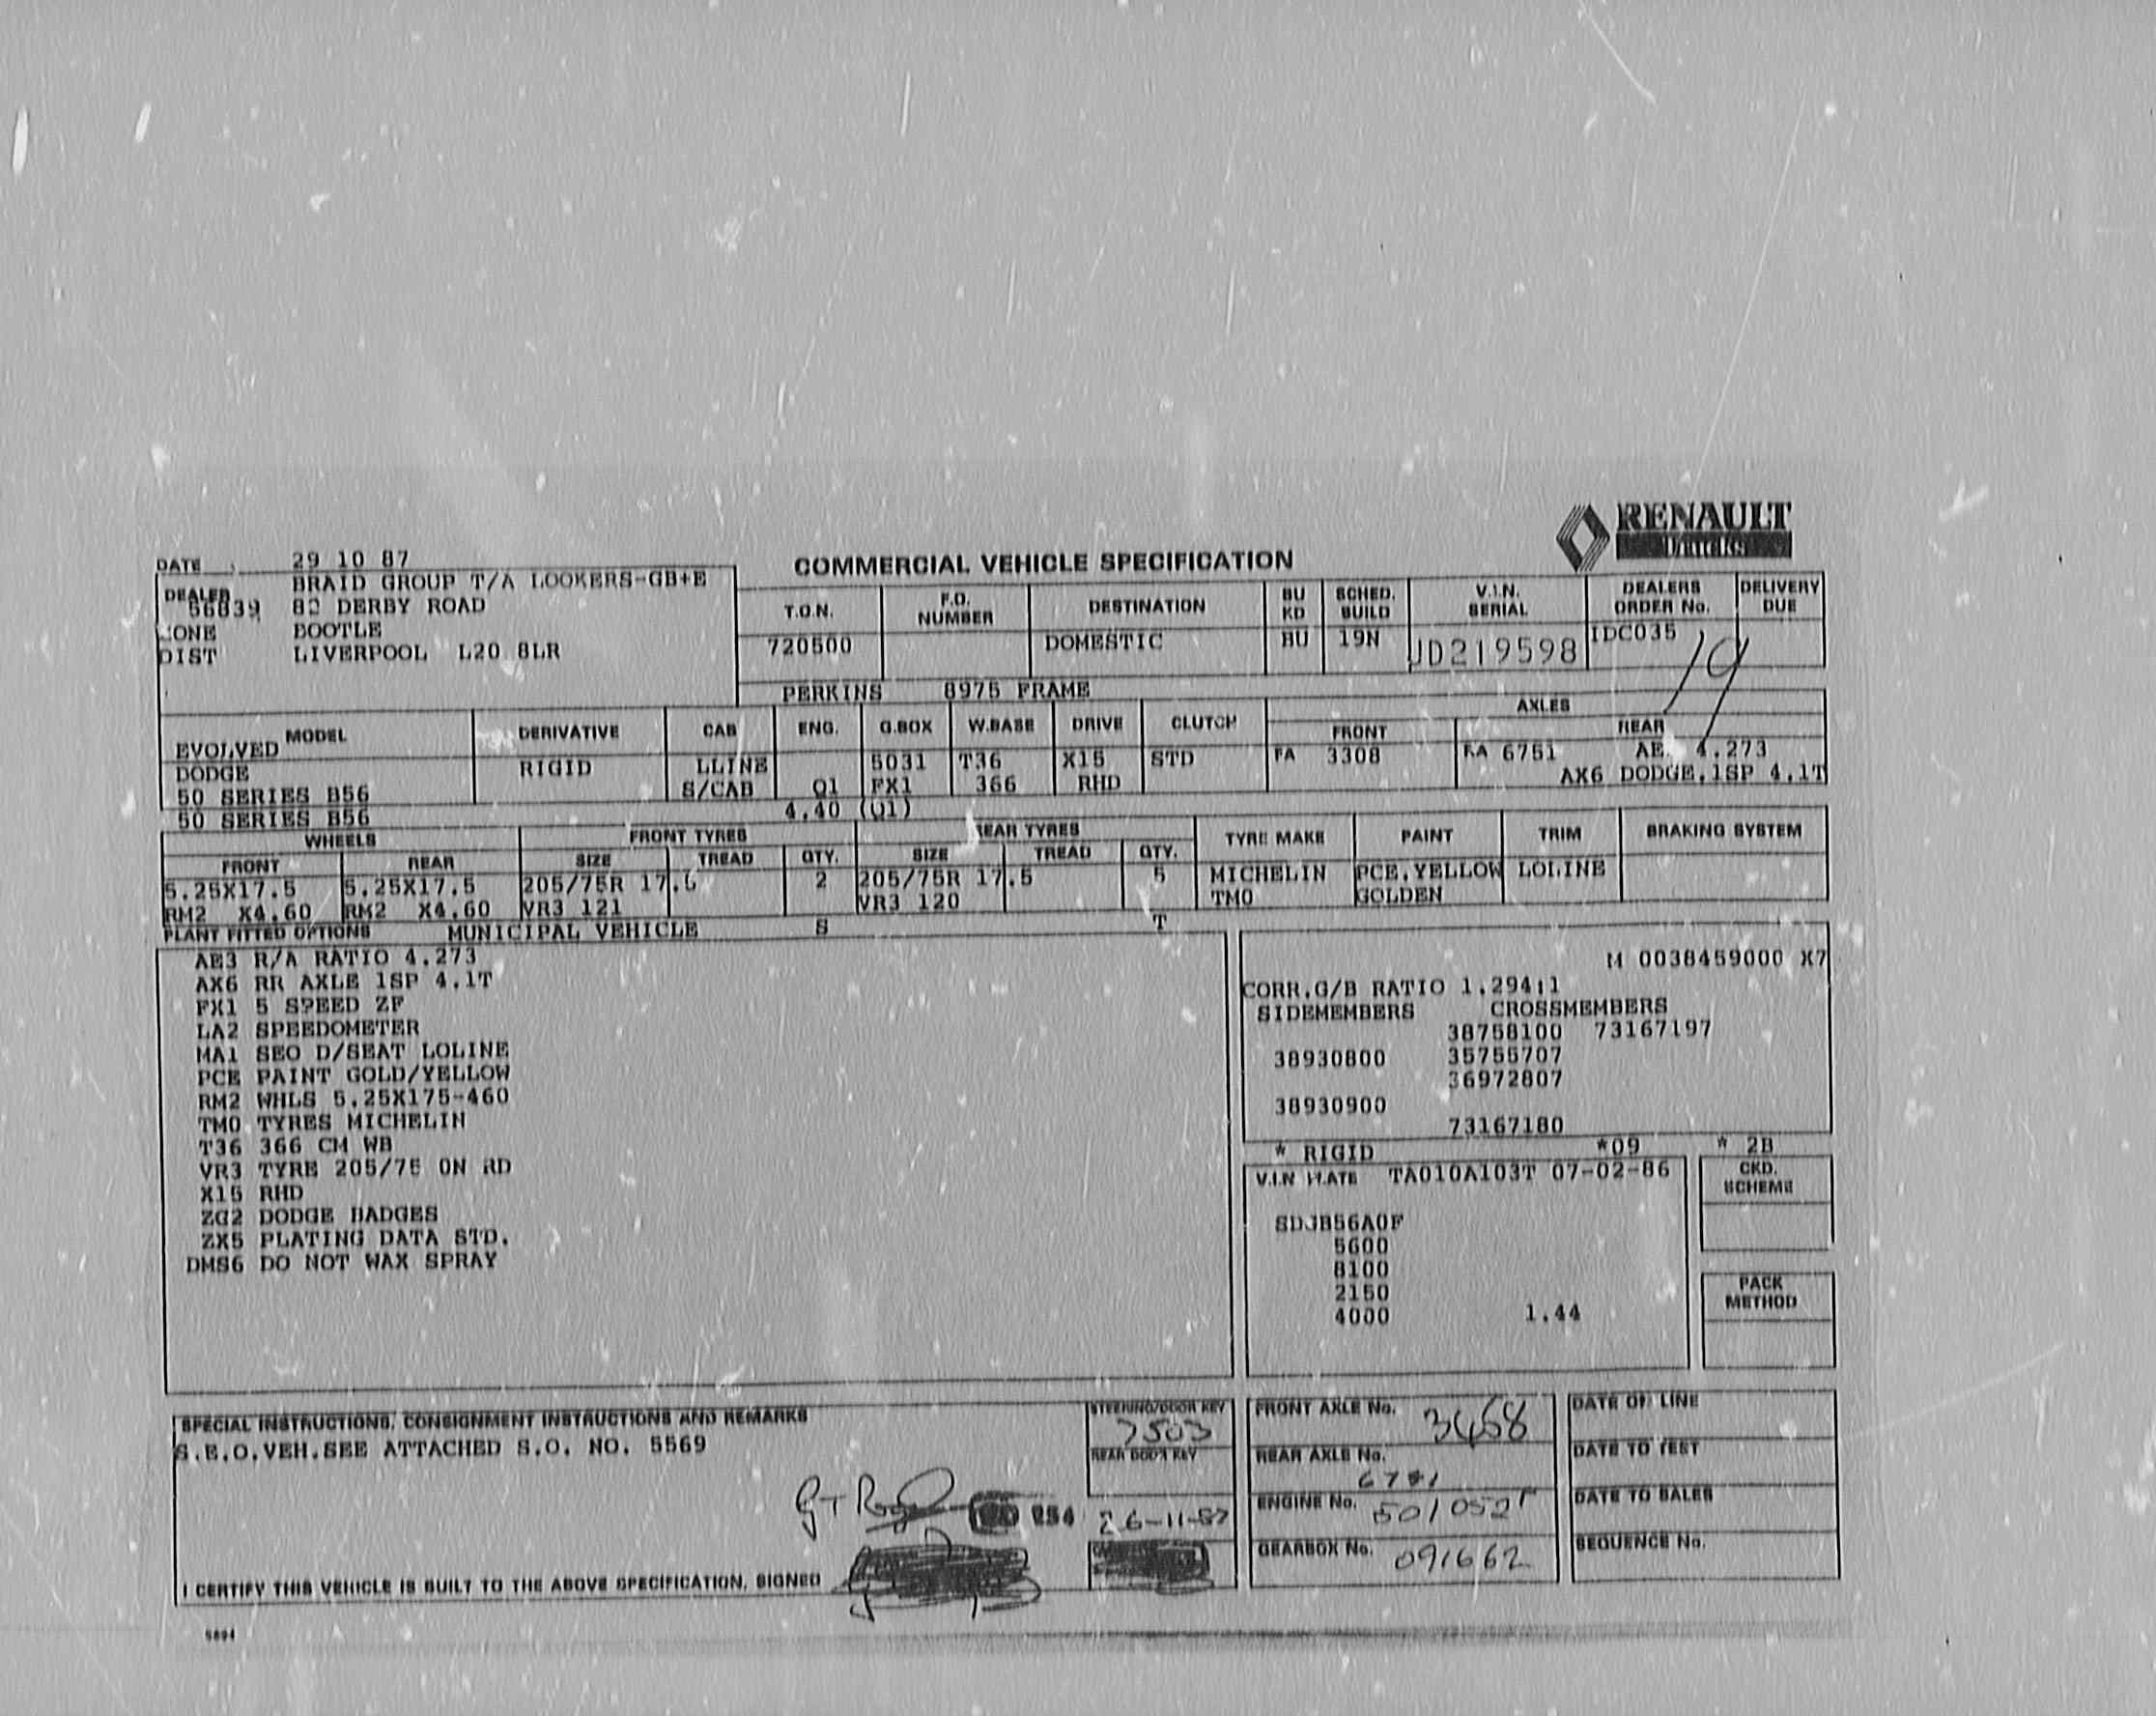 RENAULT
Trucks
COMMERCIAL VEHICLE SPECIFICATION
DATE 29 10 87
DEALER BRAID GROUP T/A LOOKERS-GB+E
56839 DERBY ROAD
ZONE BOOTLE
DIST LIVERPOOL L20 8LR
T.O.N. F.O. NUMBER DESTINATION BU KD SCHED. BUILD V.I.N. SERIAL DEALERS ORDER No. DELIVERY DUE
720500 DOMESTIC BU 19N JD219598 IDC035
19
PERKINS 8975 FRAME
MODEL DERIVATIVE CAB ENG. G.BOX W.BASE DRIVE CLUTCH AXLES
FRONT REAR
EVOLVED
DODGE RIGID LLINE 5031 T36 X15 STD FA 3308 RA 6751 AE. 4.273
50 SERIES B56 S/CAB Q1 FX1 366 RHD AX6 DODGE.1SP 4.1T
50 SERIES B56 4.40 (Q1)
WHEELS FRONT TYRES REAR TYRES TYRE MAKE PAINT TRIM BRAKING SYSTEM
FRONT REAR SIZE TREAD QTY. SIZE TREAD QTY.
5.25X17.5 5.25X17.5 205/75R 17.5 2 205/75R 17.5 5 MICHELIN PCE.YELLOW LOLINE
RM2 X4.60 RM2 X4.60 VR3 121 VR3 120 TMO GOLDEN
PLANT FITTED OPTIONS MUNICIPAL VEHICLE S T
AE3 R/A RATIO 4.273
AX6 RR AXLE 1SP 4.1T
FX1 5 SPEED ZF
LA2 SPEEDOMETER
MA1 SEO D/SEAT LOLINE
PCE PAINT GOLD/YELLOW
RM2 WHLS 5.25X175-460
TMO TYRES MICHELIN
T36 366 CM WB
VR3 TYRE 205/75 ON RD
X15 RHD
ZG2 DODGE BADGES
ZX5 PLATING DATA STD.
DMS6 DO NOT WAX SPRAY
M 0038459000 X7
CORR.G/B RATIO 1.294:1
SIDEMEMBERS CROSSMEMBERS
38758100 73167197
38930800 35755707
36972807
38930900
73167180
* RIGID *09 * 2B
V.I.N PLATE TA010A103T 07-02-86
CKD. SCHEME
SDJB56A0F
5600
8100
2150
4000 1.44
PACK METHOD
SPECIAL INSTRUCTIONS, CONSIGNMENT INSTRUCTIONS AND REMARKS
S.E.O.VEH.SEE ATTACHED S.O. NO. 5569
STEERING/DOOR KEY
7503
REAR DOOR KEY
254 26-11-87
I CERTIFY THIS VEHICLE IS BUILT TO THE ABOVE SPECIFICATION, SIGNED
FRONT AXLE No. 3468
REAR AXLE No.
ENGINE No.
GEARBOX No. 091662
DATE OF LINE
DATE TO TEST
DATE TO SALES
SEQUENCE No.
5894